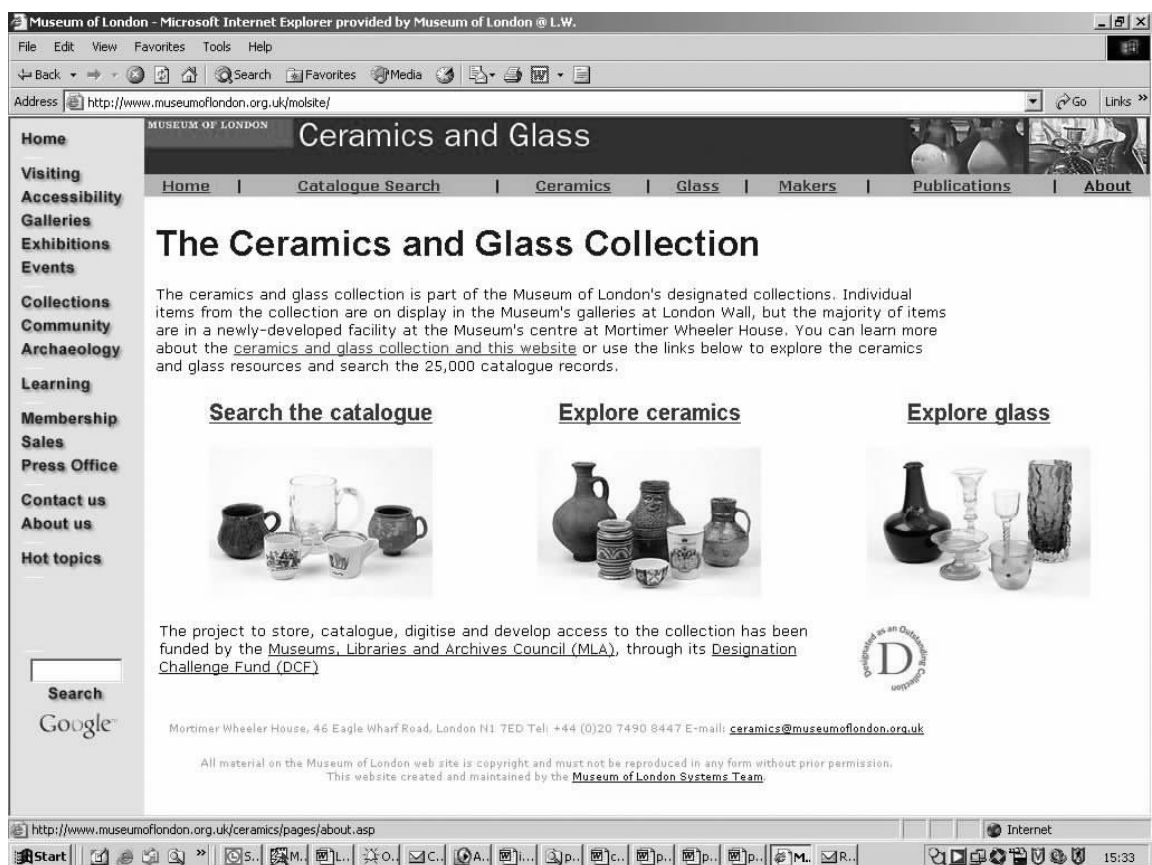 Museum of London - Microsoft Internet Explorer provided by Museum of London @ L.W.
File Edit View Favorites Tools Help
Back Search Favorites Media
Address http://www.museumoflondon.org.uk/molsite/ Go Links »
MUSEUM OF LONDON
Ceramics and Glass
Home | Catalogue Search | Ceramics | Glass | Makers | Publications | About
Home
Visiting
Accessibility
Galleries
Exhibitions
Events
Collections
Community
Archaeology
Learning
Membership
Sales
Press Office
Contact us
About us
Hot topics
Search
Google
The Ceramics and Glass Collection
The ceramics and glass collection is part of the Museum of London's designated collections. Individual
items from the collection are on display in the Museum's galleries at London Wall, but the majority of items
are in a newly-developed facility at the Museum's centre at Mortimer Wheeler House. You can learn more
about the ceramics and glass collection and this website or use the links below to explore the ceramics
and glass resources and search the 25,000 catalogue records.
Search the catalogue Explore ceramics Explore glass
The project to store, catalogue, digitise and develop access to the collection has been
funded by the Museums, Libraries and Archives Council (MLA), through its Designation
Challenge Fund (DCF)
Designated as an Outstanding Collection
D
Mortimer Wheeler House, 46 Eagle Wharf Road, London N1 7ED Tel: +44 (0)20 7490 8447 E-mail: ceramics@museumoflondon.org.uk
All material on the Museum of London web site is copyright and must not be reproduced in any form without prior permission.
This website created and maintained by the Museum of London Systems Team.
http://www.museumoflondon.org.uk/ceramics/pages/about.asp Internet
Start » S.. M.. L.. O.. C.. A.. i.. p.. c.. p.. p.. p.. M.. R.. 15:33